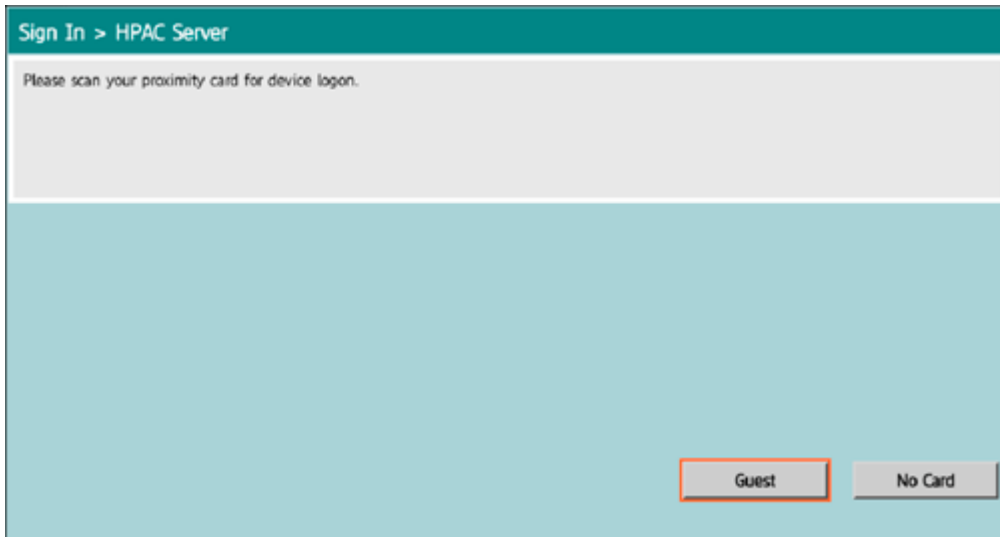 Sign In > HPAC Server
Please scan your proximity card for device logon.
Guest
No Card